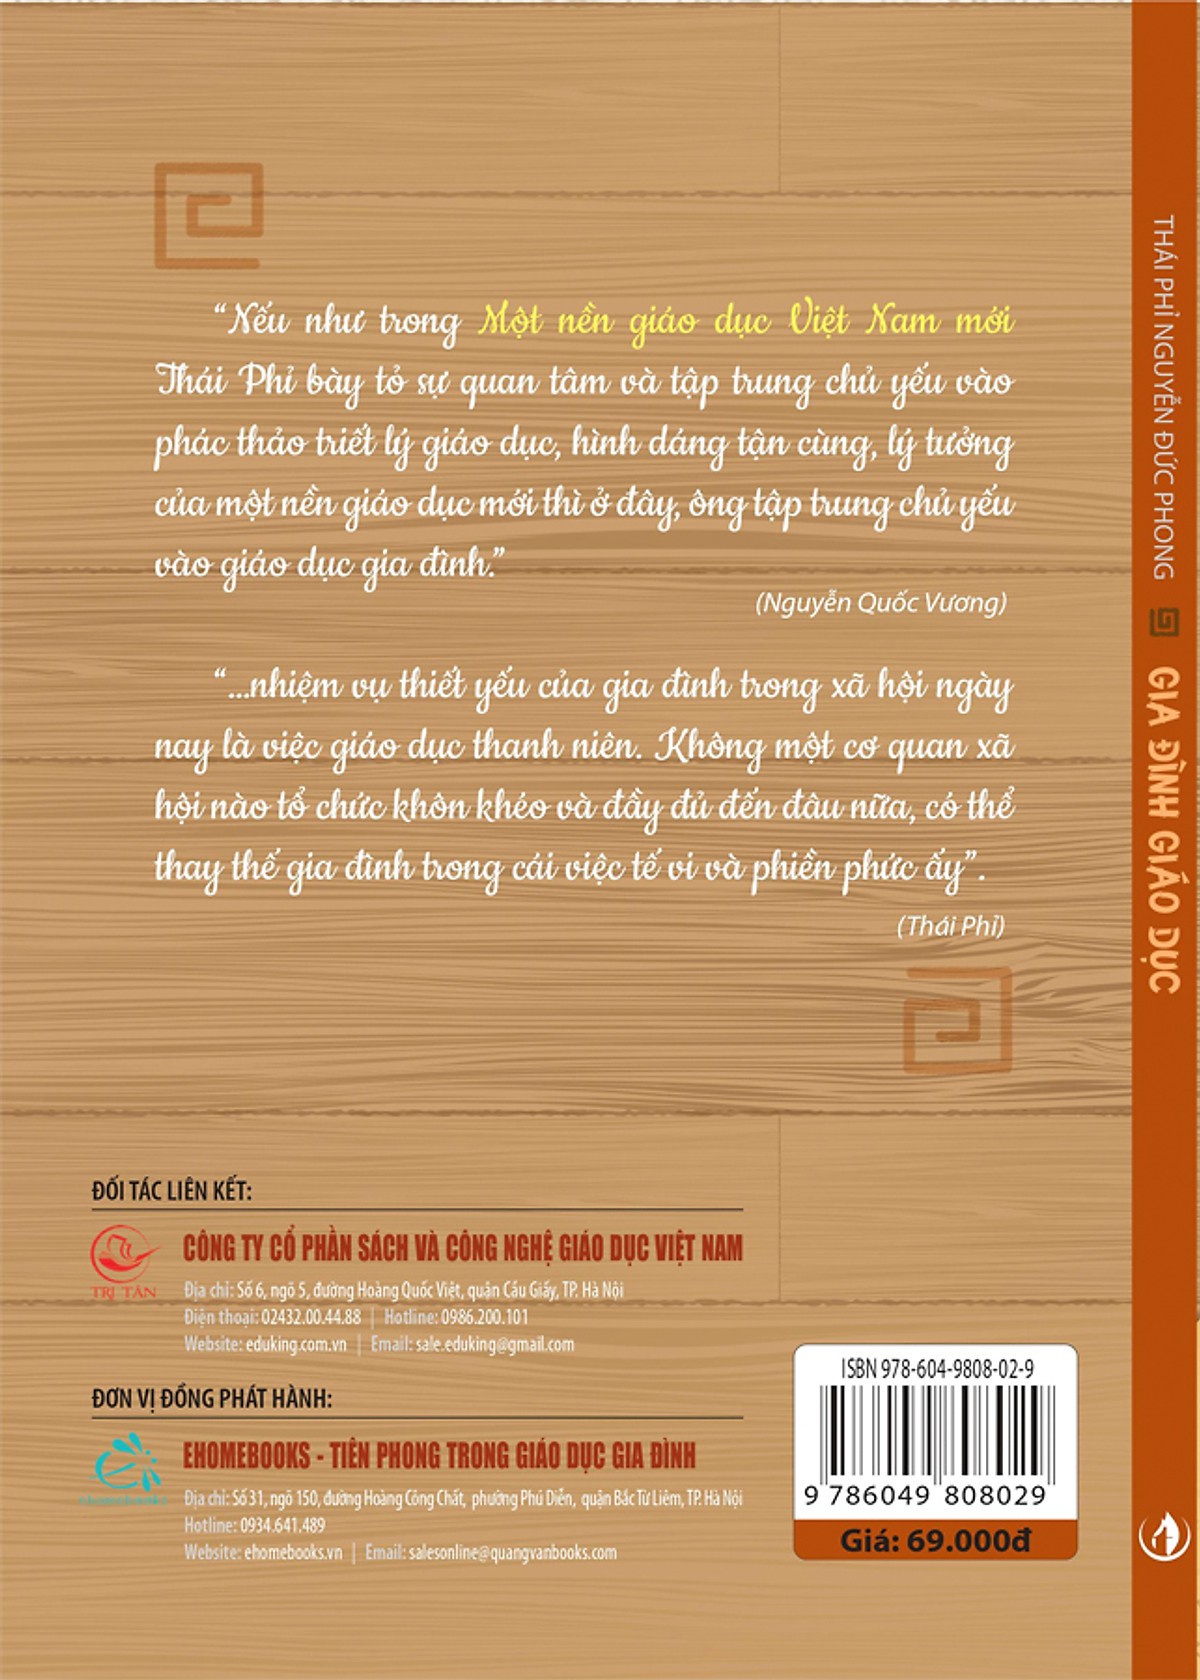 “Nếu như trong Một nền giáo dục Việt Nam mới
Thái Phỉ bày tỏ sự quan tâm và tập trung chủ yếu vào
phác thảo triết lý giáo dục, hình dáng tận cùng, lý tưởng
của một nền giáo dục mới thì ở đây, ông tập trung chủ yếu
vào giáo dục gia đình.”
(Nguyễn Quốc Vương)
“...nhiệm vụ thiết yếu của gia đình trong xã hội ngày
nay là việc giáo dục thanh niên. Không một cơ quan xã
hội nào tổ chức khôn khéo và đầy đủ đến đâu nữa, có thể
thay thế gia đình trong cái việc tế vi và phiền phức ấy”.
(Thái Phỉ)
ĐỐI TÁC LIÊN KẾT:
TRI TÂN
CÔNG TY CỔ PHẦN SÁCH VÀ CÔNG NGHỆ GIÁO DỤC VIỆT NAM
Địa chỉ: Số 6, ngõ 5, đường Hoàng Quốc Việt, quận Cầu Giấy, TP. Hà Nội
Điện thoại: 02432.00.44.88 | Hotline: 0986.200.101
Website: eduking.com.vn | Email: sale.eduking@gmail.com
ĐƠN VỊ ĐỒNG PHÁT HÀNH:
ehomebooks
EHOMEBOOKS - TIÊN PHONG TRONG GIÁO DỤC GIA ĐÌNH
Địa chỉ: Số 31, ngõ 150, đường Hoàng Công Chất, phường Phú Diễn, quận Bắc Từ Liêm, TP. Hà Nội
Hotline: 0934.641.489
Website: ehomebooks.vn | Email: salesonline@quangvanbooks.com
ISBN 978-604-9808-02-9
9 786049 808029
Giá: 69.000đ
THÁI PHỈ NGUYỄN ĐỨC PHONG
GIA ĐÌNH GIÁO DỤC